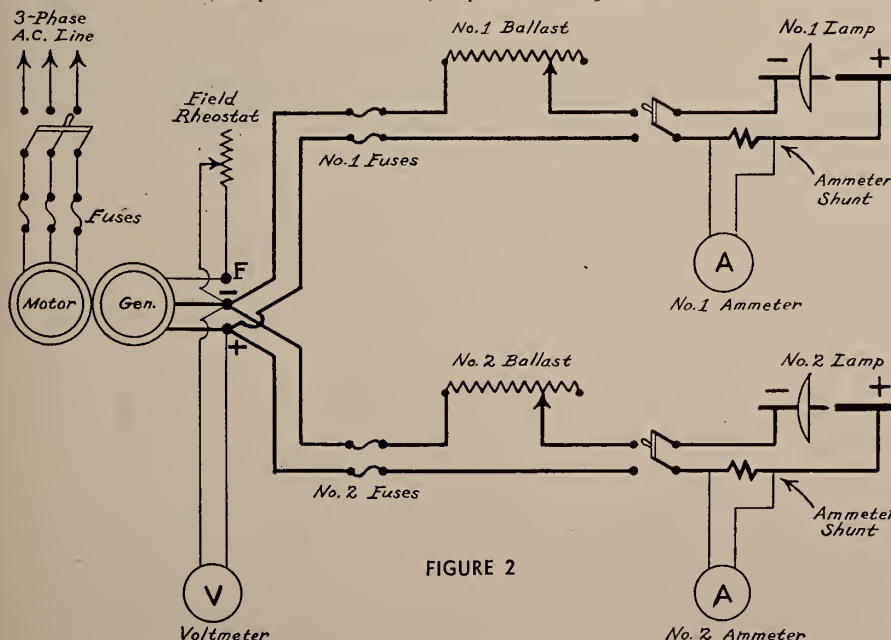 3-Phase
A.C. Line
No.1 Ballast
No.1 Lamp
−
+
Field
Rheostat
No.1 Fuses
Fuses
Ammeter
Shunt
F
−
Motor
Gen.
A
No.1 Ammeter
+
No.2 Ballast
No.2 Lamp
−
+
No.2 Fuses
Ammeter
Shunt
FIGURE 2
V
A
Voltmeter
No.2 Ammeter